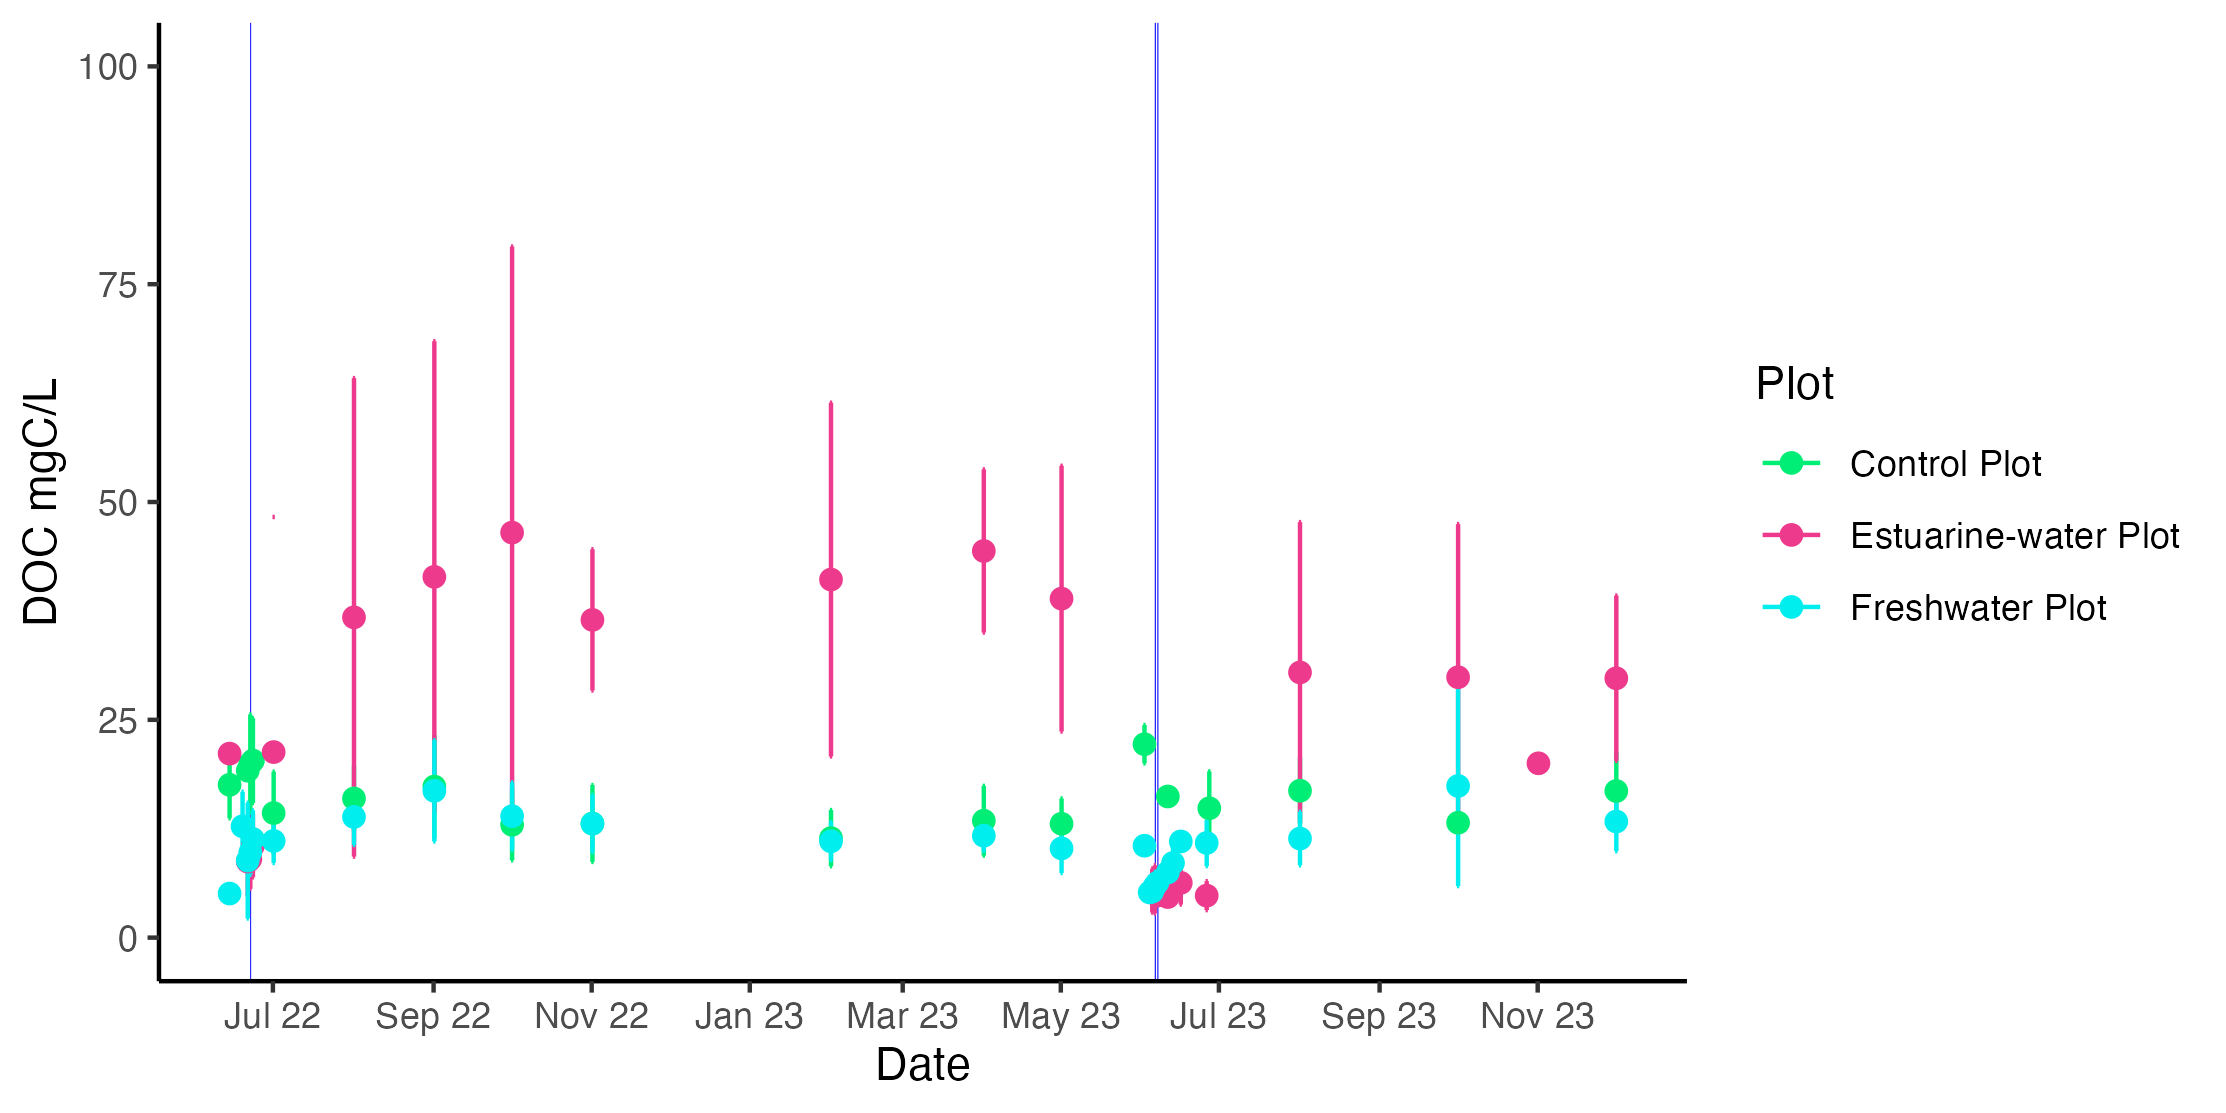 DOC mgC/L
100
75
50
25
0
Jul 22 Sep 22 Nov 22 Jan 23 Mar 23 May 23 Jul 23 Sep 23 Nov 23
Date
Plot
Control Plot
Estuarine-water Plot
Freshwater Plot